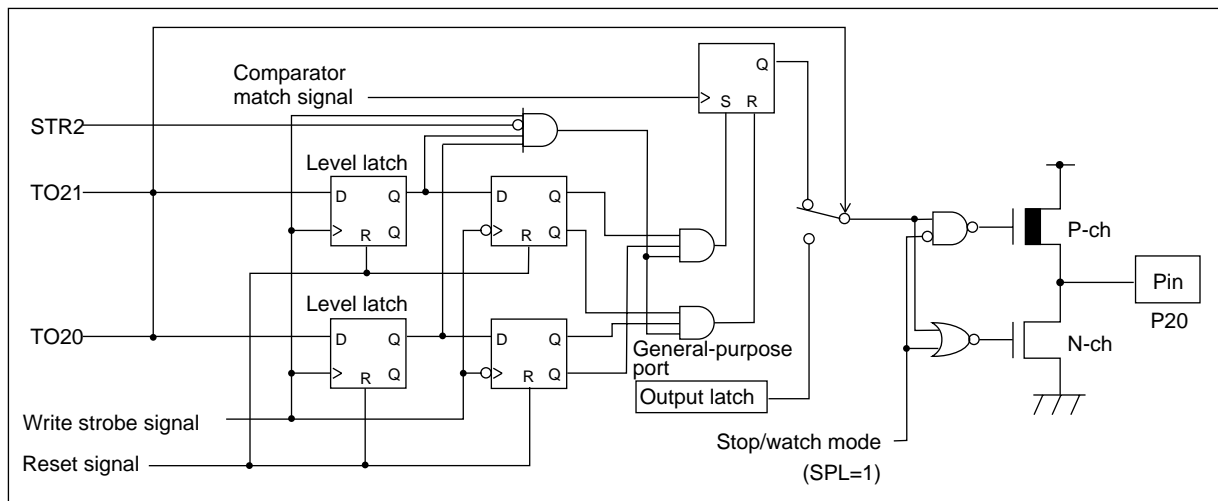 Comparator
match signal
Q
S R
STR2
Level latch
TO21
D Q
R Q
D Q
R Q
P-ch
Pin
P20
Level latch
TO20
D Q
R Q
D Q
R Q
General-purpose
port
Output latch
N-ch
Write strobe signal
Reset signal
Stop/watch mode
(SPL=1)